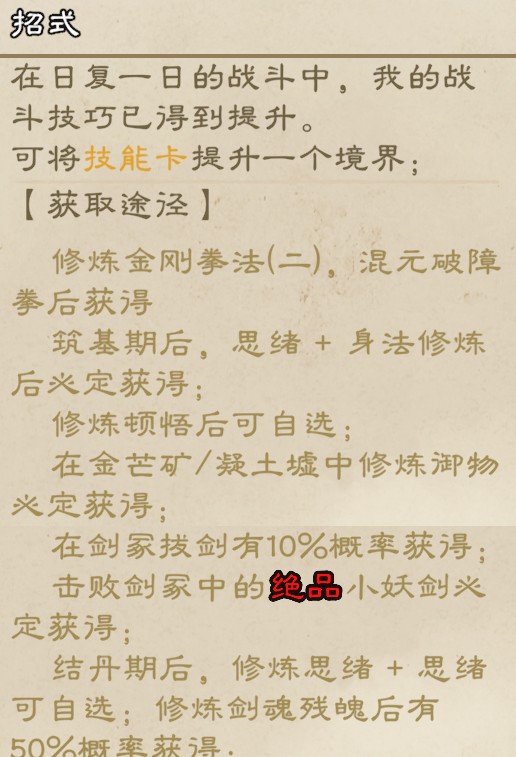 招式
在日复一日的战斗中，我的战
斗技巧已得到提升。
可将技能卡提升一个境界；
【获取途径】
修炼金刚拳法(二)，混元破障
拳后获得
筑基期后，思绪 + 身法修炼
后必定获得；
修炼顿悟后可自选；
在金芒矿/凝土墟中修炼御物
必定获得；
在剑冢拔剑有10%概率获得；
击败剑冢中的绝品小妖剑必
定获得；
结丹期后，修炼思绪 + 思绪
可自选；修炼剑魂残魄后有
50%概率获得；